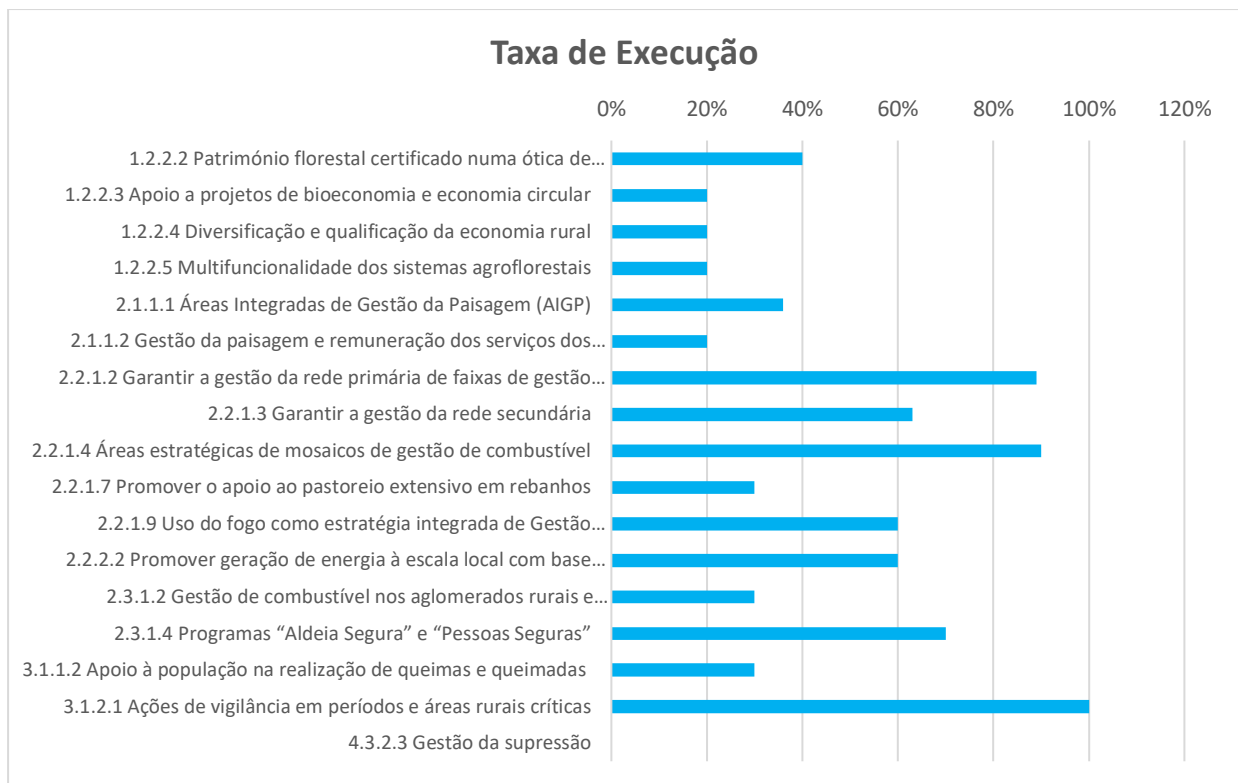 Taxa de Execução
0% 20% 40% 60% 80% 100% 120%
1.2.2.2 Património florestal certificado numa ótica de...
1.2.2.3 Apoio a projetos de bioeconomia e economia circular
1.2.2.4 Diversificação e qualificação da economia rural
1.2.2.5 Multifuncionalidade dos sistemas agroflorestais
2.1.1.1 Áreas Integradas de Gestão da Paisagem (AIGP)
2.1.1.2 Gestão da paisagem e remuneração dos serviços dos...
2.2.1.2 Garantir a gestão da rede primária de faixas de gestão...
2.2.1.3 Garantir a gestão da rede secundária
2.2.1.4 Áreas estratégicas de mosaicos de gestão de combustível
2.2.1.7 Promover o apoio ao pastoreio extensivo em rebanhos
2.2.1.9 Uso do fogo como estratégia integrada de Gestão...
2.2.2.2 Promover geração de energia à escala local com base...
2.3.1.2 Gestão de combustível nos aglomerados rurais e...
2.3.1.4 Programas “Aldeia Segura” e “Pessoas Seguras”
3.1.1.2 Apoio à população na realização de queimas e queimadas
3.1.2.1 Ações de vigilância em períodos e áreas rurais críticas
4.3.2.3 Gestão da supressão